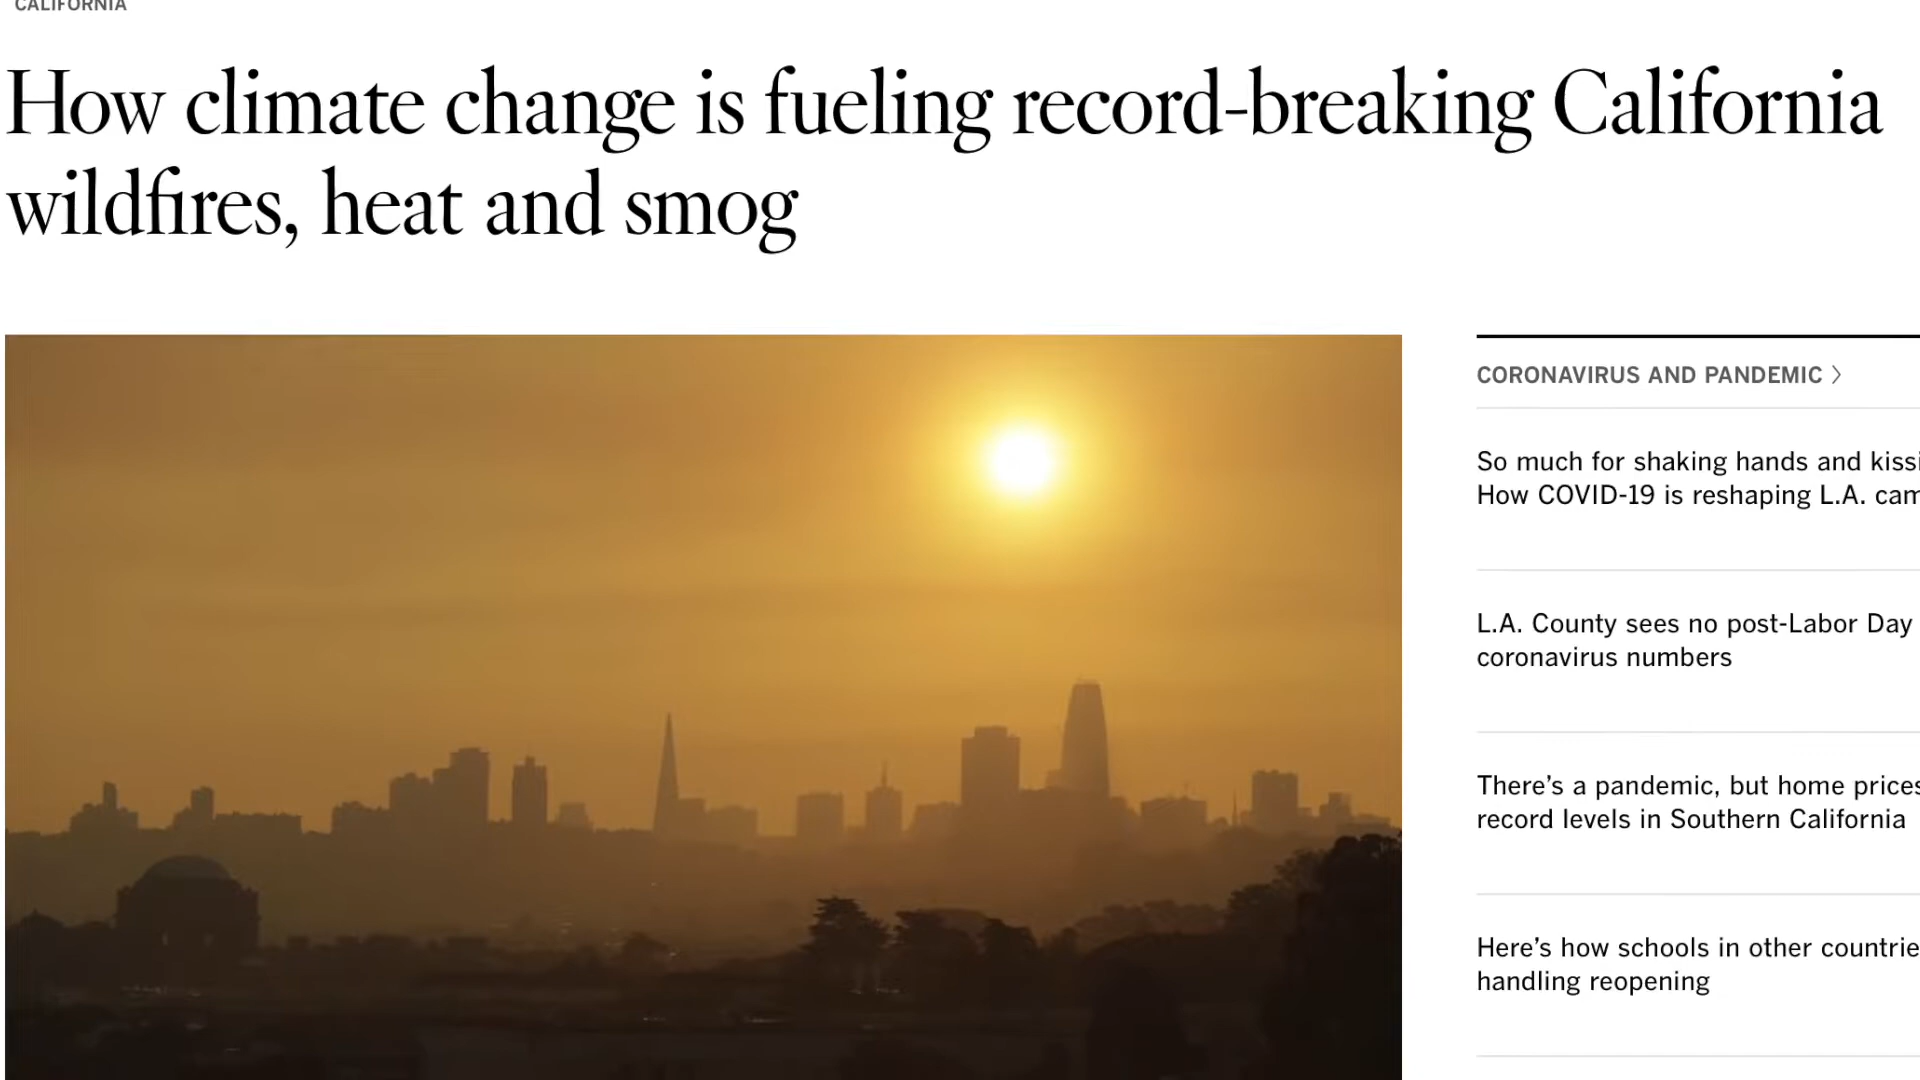 CALIFORNIA
How climate change is fueling record-breaking California
wildfires, heat and smog
CORONAVIRUS AND PANDEMIC >
So much for shaking hands and
How COVID-19 is reshaping L.A.
L.A. County sees no post-Labor Day
coronavirus numbers
There’s a pandemic, but home prices
record levels in Southern California
Here’s how schools in other
handling reopening